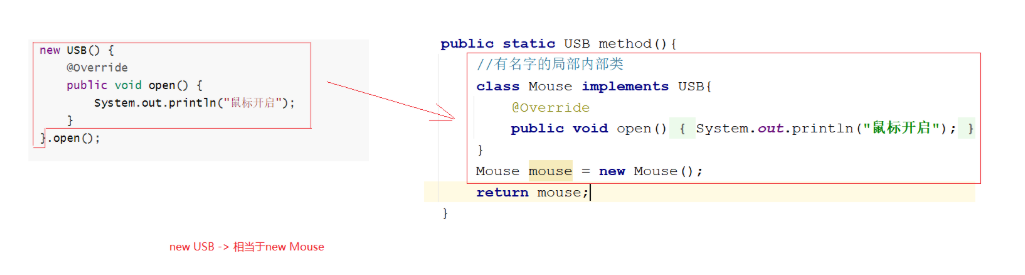 new USB() {
@Override
public void open() {
System.out.println("鼠标开启");
}
}.open();
public static USB method(){
//有名字的局部内部类
class Mouse implements USB{
@Override
public void open() { System.out.println("鼠标开启"); }
}
Mouse mouse = new Mouse();
return mouse;
}
new USB -> 相当于new Mouse